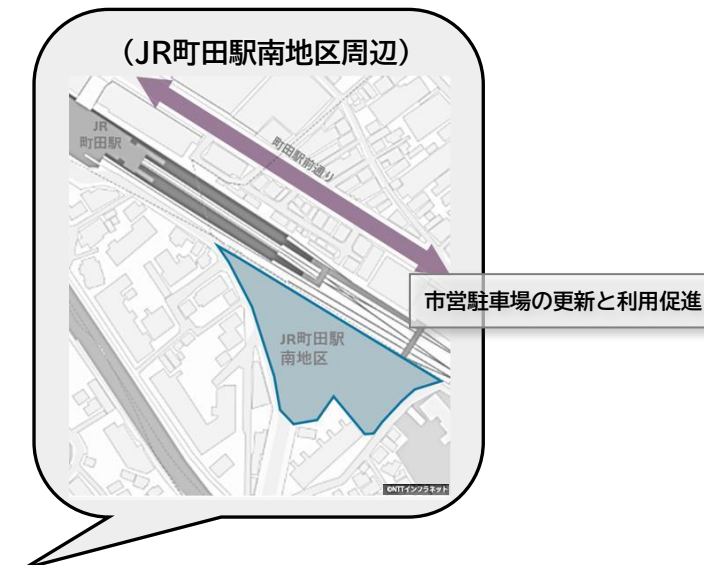 （JR町田駅南地区周辺）
JR
町田駅
町田駅前通り
市営駐車場の更新と利用促進
JR町田駅
南地区
©NTTインフラネット